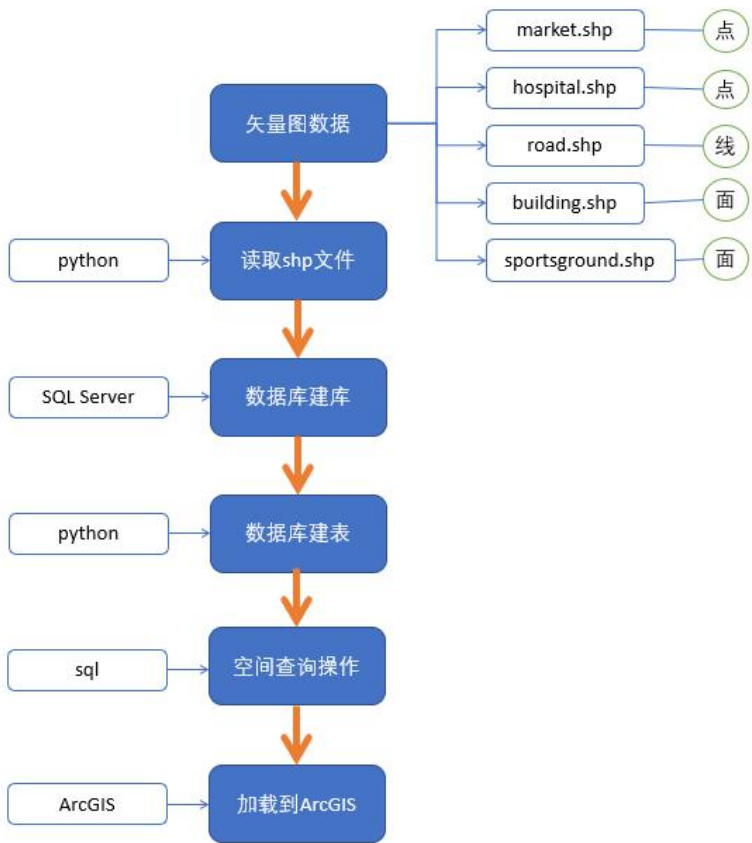 market.shp
点
hospital.shp
点
矢量图数据
road.shp
线
building.shp
面
sportsground.shp
面
python
读取shp文件
SQL Server
数据库建库
python
数据库建表
sql
空间查询操作
ArcGIS
加载到ArcGIS